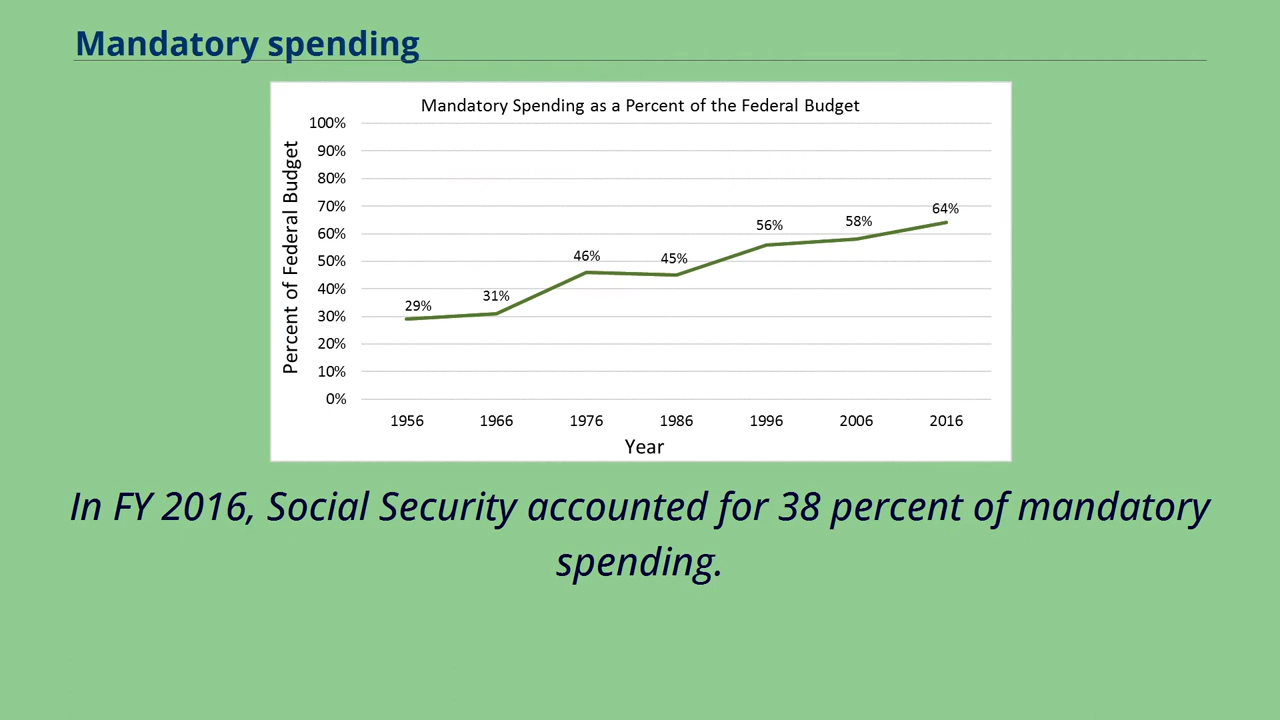 Mandatory spending
Mandatory Spending as a Percent of the Federal Budget
Percent of Federal Budget
100%
90%
80%
70%
60%
50%
40%
30%
20%
10%
0%
29%
31%
46%
45%
56%
58%
64%
1956 1966 1976 1986 1996 2006 2016
Year
In FY 2016, Social Security accounted for 38 percent of mandatory
spending.